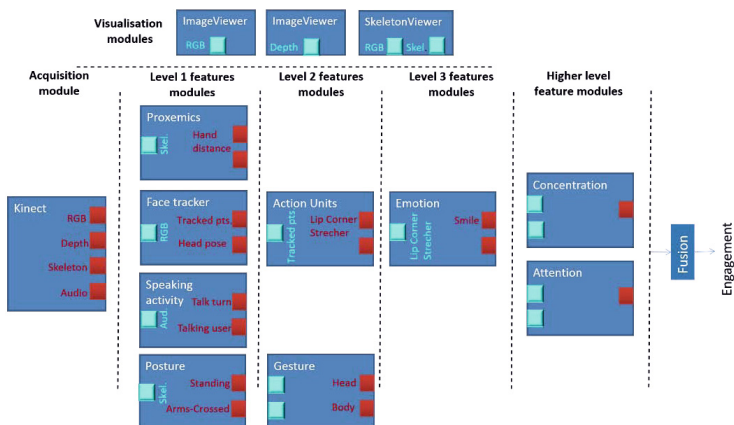 Visualisation
modules
ImageViewer
RGB
ImageViewer
Depth
SkeletonViewer
RGB Skel.
Acquisition
module
Level 1 features
modules
Level 2 features
modules
Level 3 features
modules
Higher level
feature modules
Kinect
RGB
Depth
Skeleton
Audio
Proxemics
Skel.
Hand
distance
Face tracker
RGB
Tracked pts.
Head pose
Speaking
activity
Aud.
Talk turn
Talking user
Posture
Skel.
Standing
Arms-Crossed
Action Units
Tracked pts
Lip Corner
Strecher
Gesture
Head
Body
Emotion
Lip Corner
Strecher
Smile
Concentration
Attention
Fusion
Engagement